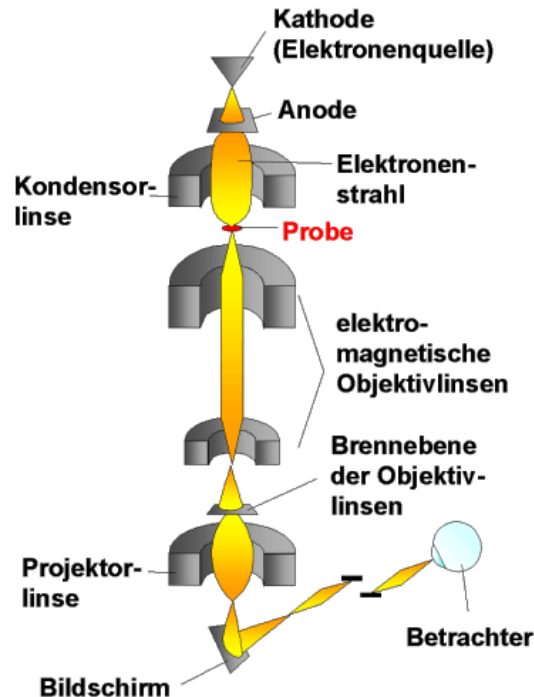 Kathode
(Elektronenquelle)
Anode
Elektronen-
strahl
Kondensor-
linse
Probe
elektro-
magnetische
Objektivlinsen
Brennebene
der Objektiv-
linsen
Projektor-
linse
Betrachter
Bildschirm